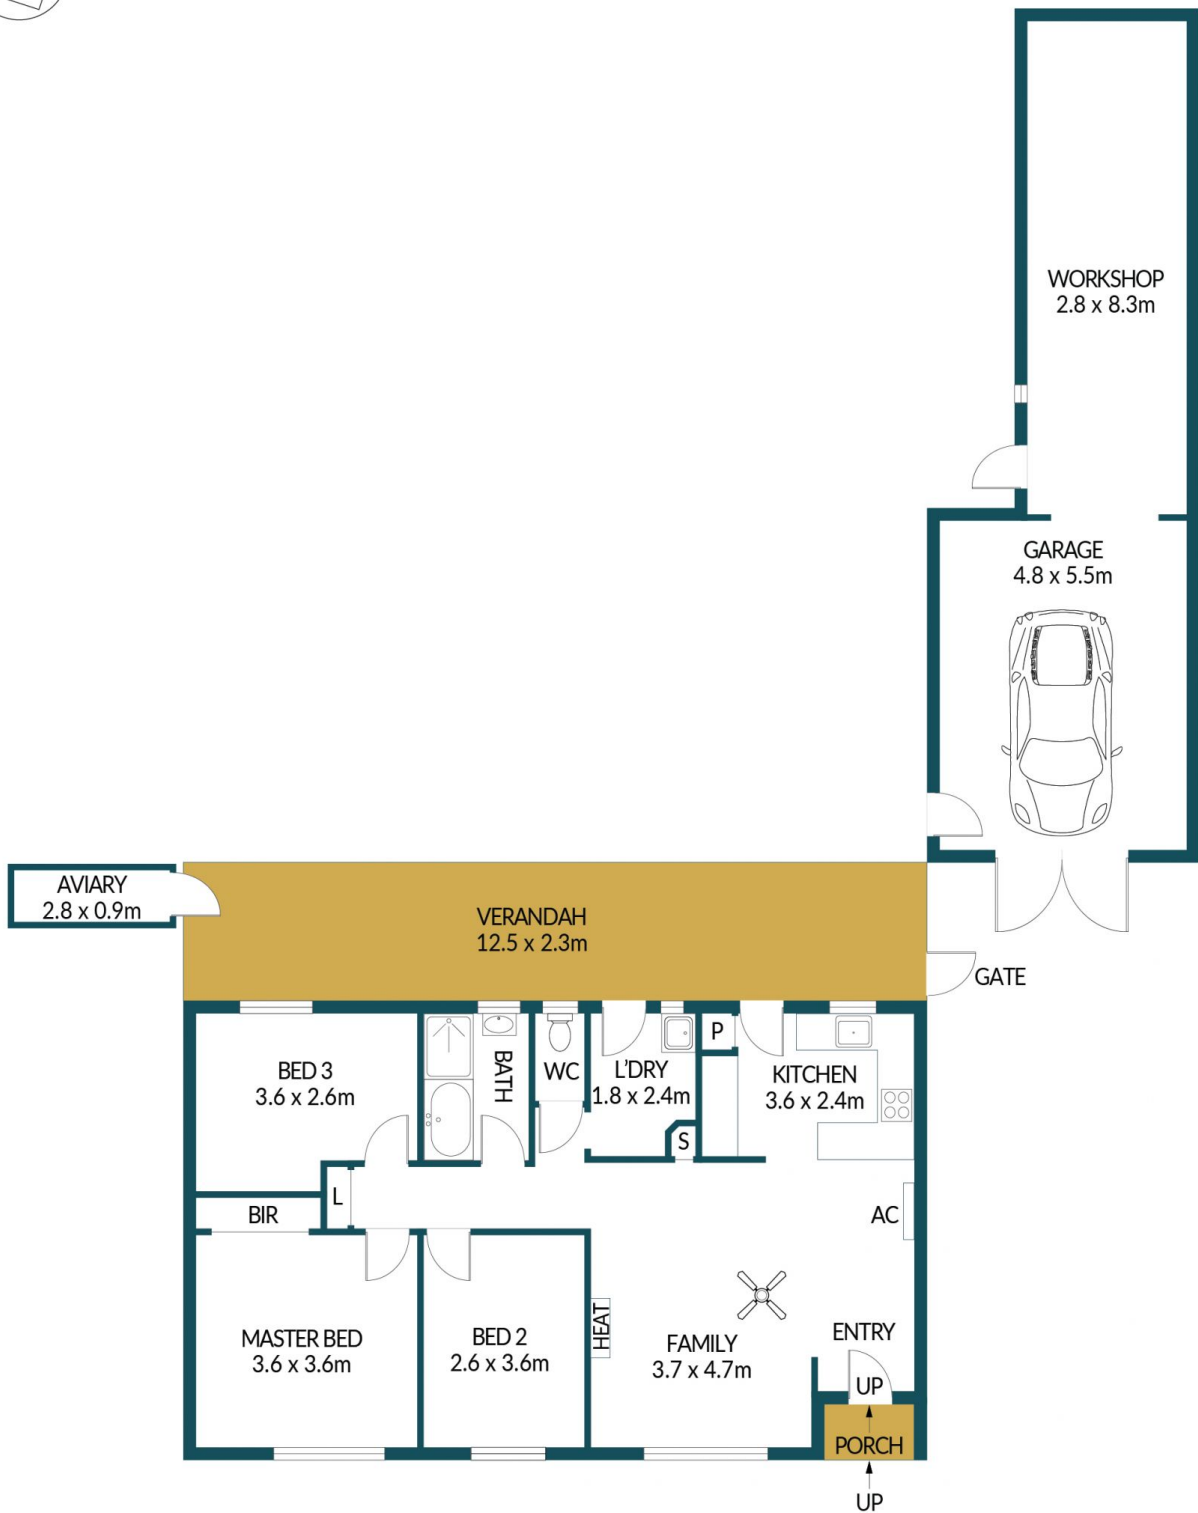 WORKSHOP
2.8 x 8.3m
GARAGE
4.8 x 5.5m
AVIARY
2.8 x 0.9m
VERANDAH
12.5 x 2.3m
GATE
BED 3
3.6 x 2.6m
BATH
WC
L'DRY
1.8 x 2.4m
P
KITCHEN
3.6 x 2.4m
S
L
BIR
AC
MASTER BED
3.6 x 3.6m
BED 2
2.6 x 3.6m
HEAT
FAMILY
3.7 x 4.7m
ENTRY
UP
PORCH
UP